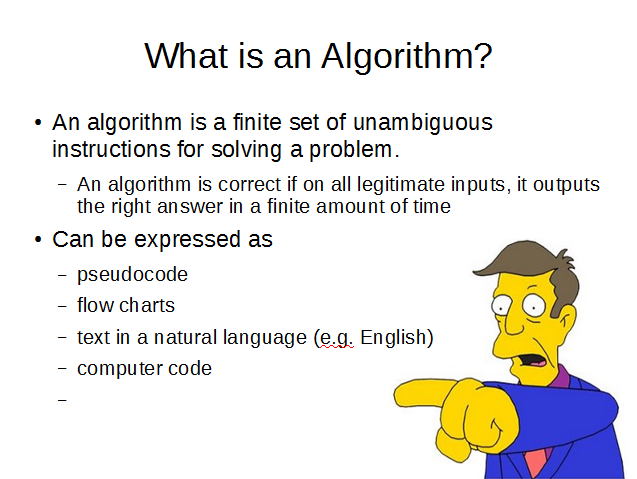 What is an Algorithm?
• An algorithm is a finite set of unambiguous
instructions for solving a problem.
– An algorithm is correct if on all legitimate inputs, it outputs
the right answer in a finite amount of time
• Can be expressed as
– pseudocode
– flow charts
– text in a natural language (e.g. English)
– computer code
–